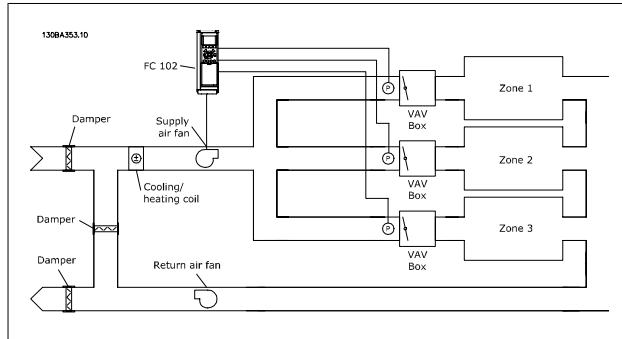 130BA353.10
FC 102
P
Zone 1
VAV
Box
Damper
Supply
air fan
P
Zone 2
VAV
Box
Cooling/
heating coil
Damper
P
Zone 3
VAV
Box
Damper
Return air fan